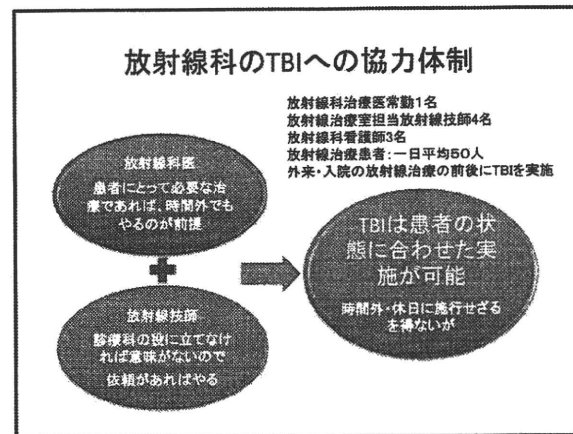 放射線科のTBIへの協力体制
放射線科治療医常勤1名
放射線治療室担当放射線技師4名
放射線科看護師3名
放射線治療患者：一日平均50人
外来・入院の放射線治療の前後にTBIを実施
放射線科医
患者にとって必要な治
療であれば、時間外でも
やるのが前提
放射線技師
診療科の役に立てなけ
れば意味がないので
依頼があればやる
TBIは患者の状
態に合わせた実
施が可能
時間外・休日に施行せざる
を得ないが